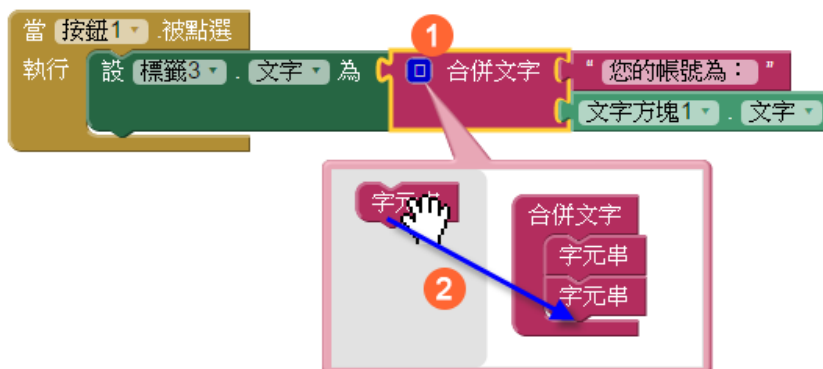 當 按鈕1 .被點選
執行 設 標籤3 . 文字 為 合併文字 “ 您的帳號為： ”
文字方塊1 . 文字
1
字元串
合併文字
字元串
字元串
2